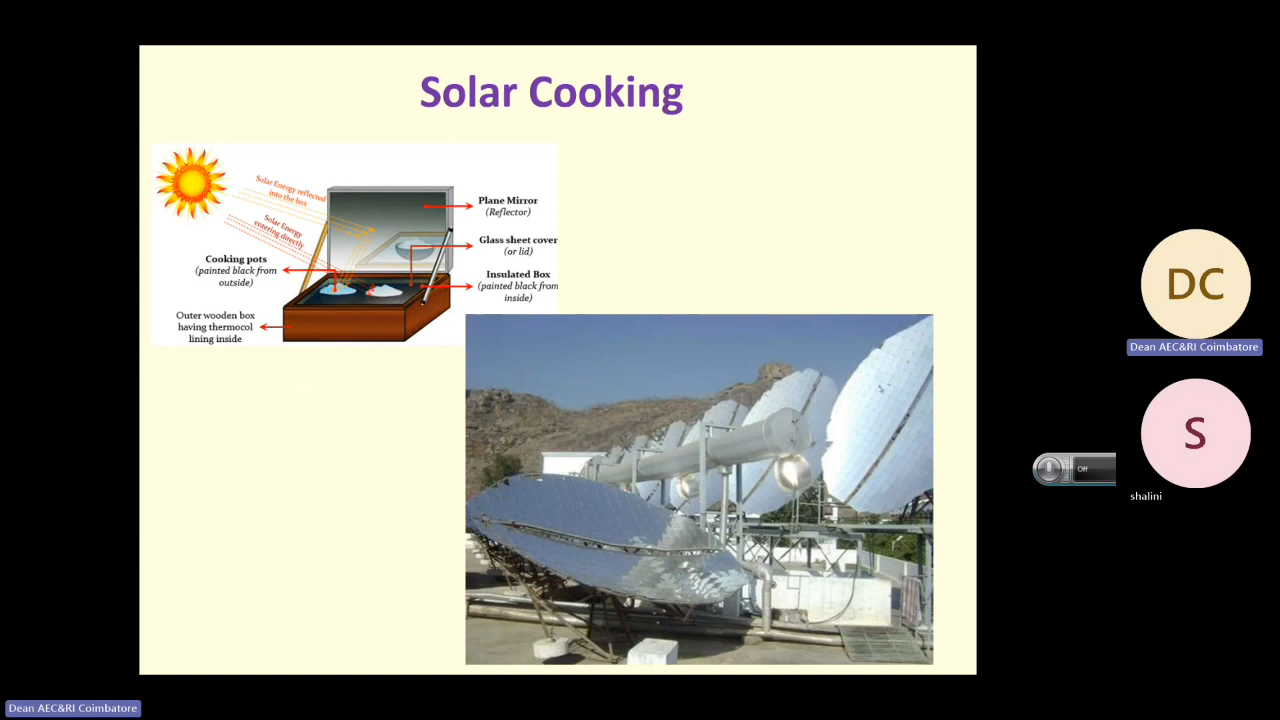 Solar Cooking
Solar Energy reflected
into the box
Solar Energy
entering directly
Plane Mirror
(Reflector)
Glass sheet cover
(or lid)
Cooking pots
(painted black from
outside)
Insulated Box
(painted black from
inside)
Outer wooden box
having thermocol
lining inside
DC
Dean AEC&RI Coimbatore
S
Off
shalini
Dean AEC&RI Coimbatore